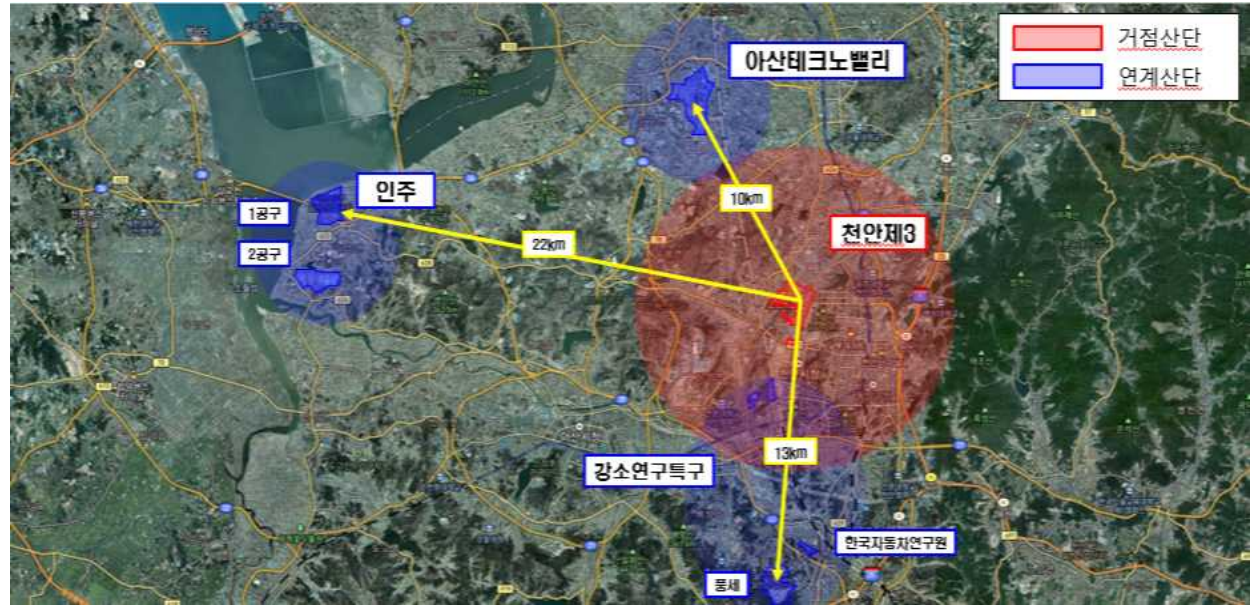 거점산단
연계산단
아산테크노밸리
인주
1공구
2공구
10km
천안제3
22km
13km
강소연구특구
한국자동차연구원
풍세